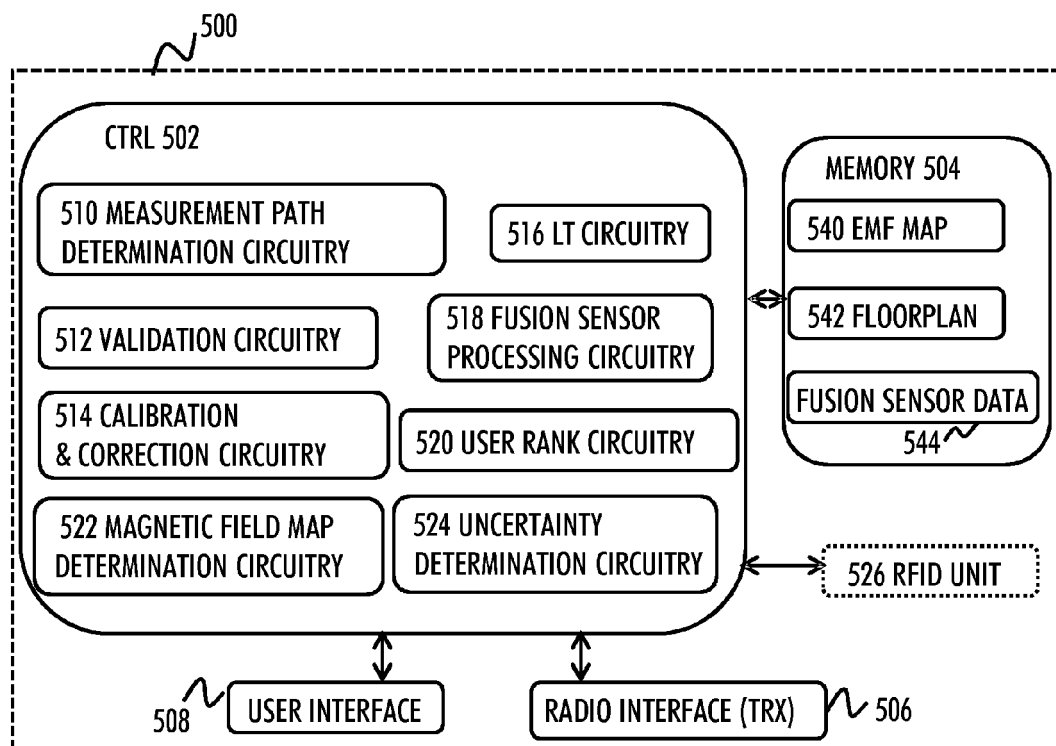 500
CTRL 502
510 MEASUREMENT PATH
DETERMINATION CIRCUITRY
516 LT CIRCUITRY
512 VALIDATION CIRCUITRY
518 FUSION SENSOR
PROCESSING CIRCUITRY
514 CALIBRATION
& CORRECTION CIRCUITRY
520 USER RANK CIRCUITRY
522 MAGNETIC FIELD MAP
DETERMINATION CIRCUITRY
524 UNCERTAINTY
DETERMINATION CIRCUITRY
MEMORY 504
540 EMF MAP
542 FLOORPLAN
FUSION SENSOR DATA
544
526 RFID UNIT
508
USER INTERFACE
RADIO INTERFACE (TRX)
506